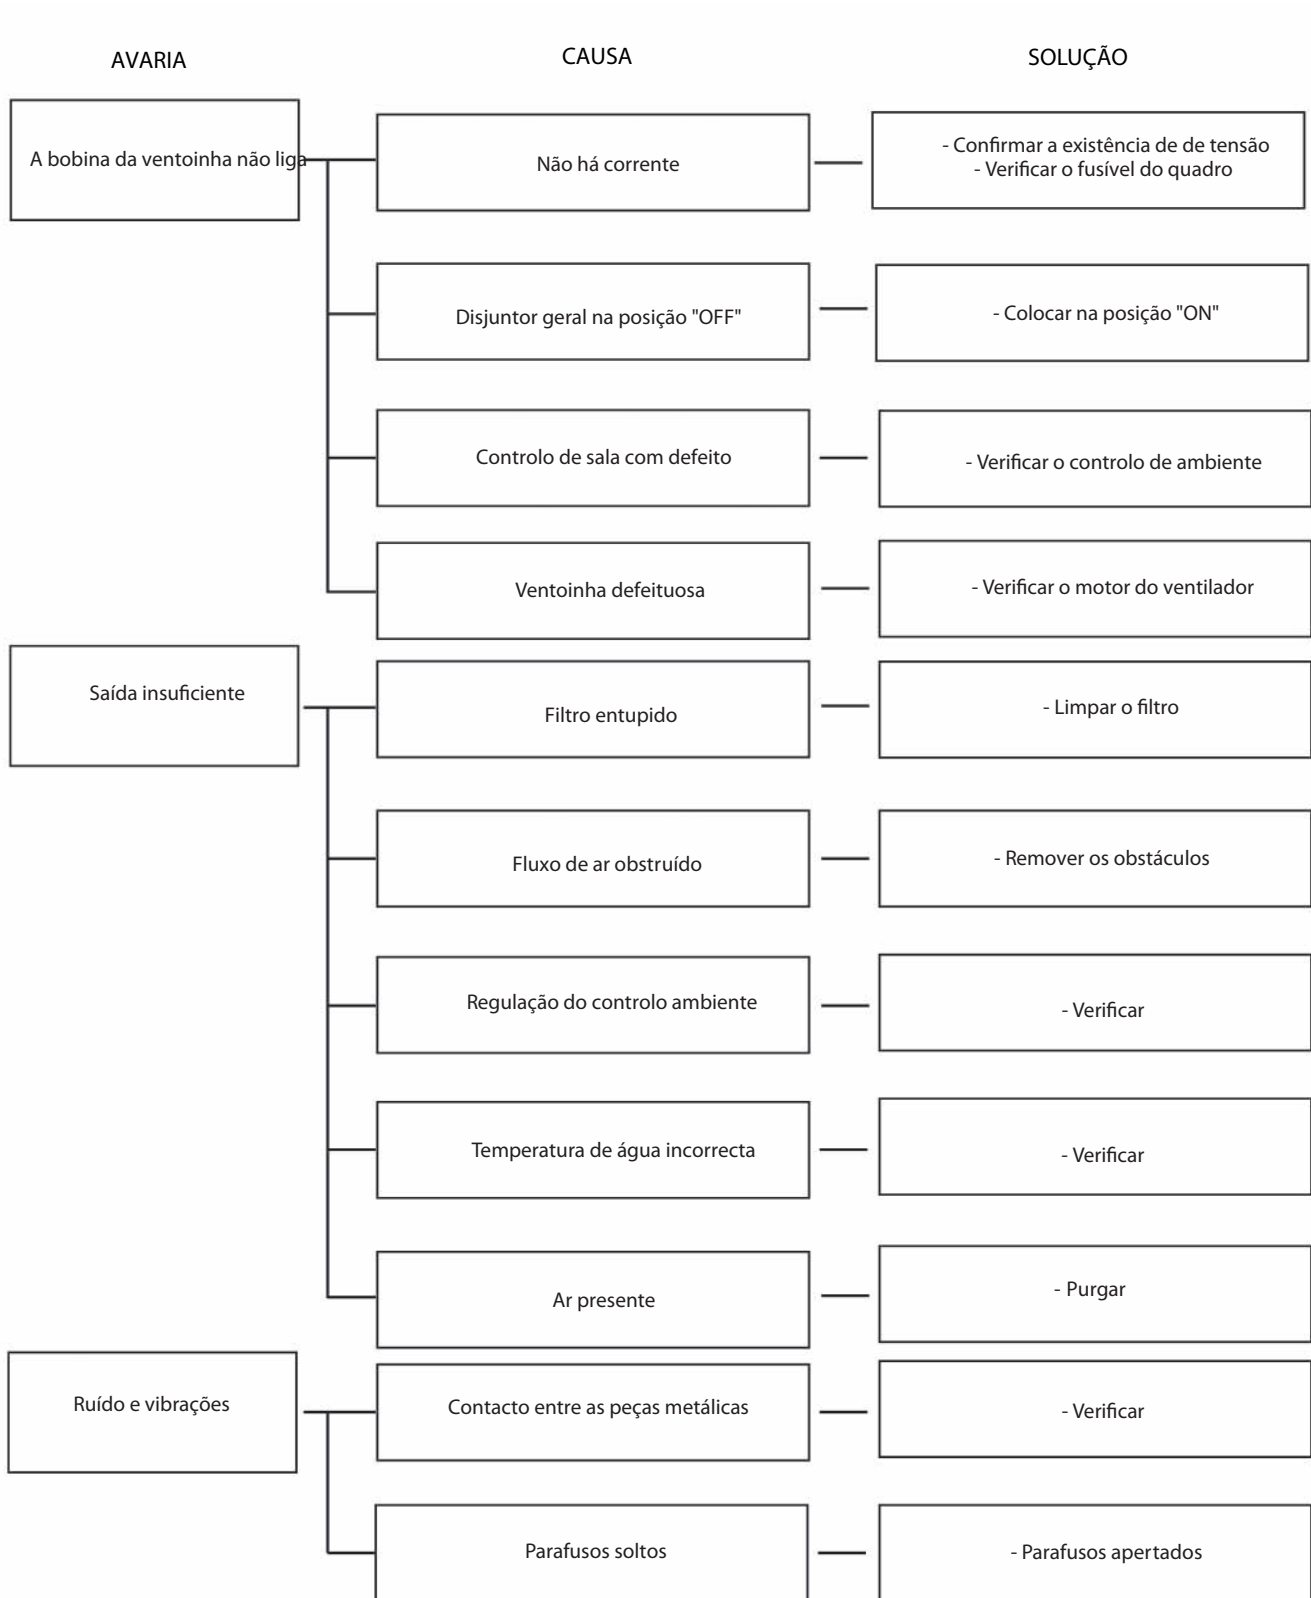 AVARIA
CAUSA
SOLUÇÃO
A bobina da ventoinha não liga
Não há corrente
- Confirmar a existência de de tensão
- Verificar o fusível do quadro
Disjuntor geral na posição "OFF"
- Colocar na posição "ON"
Controlo de sala com defeito
- Verificar o controlo de ambiente
Ventoinha defeituosa
- Verificar o motor do ventilador
Saída insuficiente
Filtro entupido
- Limpar o filtro
Fluxo de ar obstruído
- Remover os obstáculos
Regulação do controlo ambiente
- Verificar
Temperatura de água incorrecta
- Verificar
Ar presente
- Purgar
Ruído e vibrações
Contacto entre as peças metálicas
- Verificar
Parafusos soltos
- Parafusos apertados